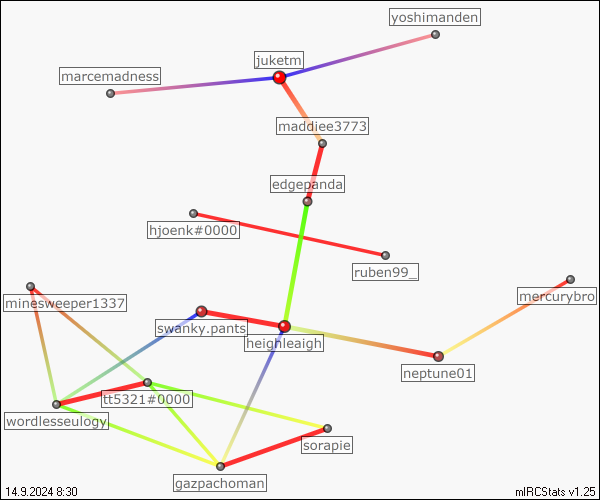 yoshimanden
juketm
marcemadness
maddiee3773
edgepanda
hjoenk#0000
ruben99_
mercurybro
minesweeper1337
swanky.pants
heighleaigh
neptune01
tt5321#0000
wordlesseulogy
sorapie
gazpachoman
14.9.2024 8:30
mIRCStats v1.25